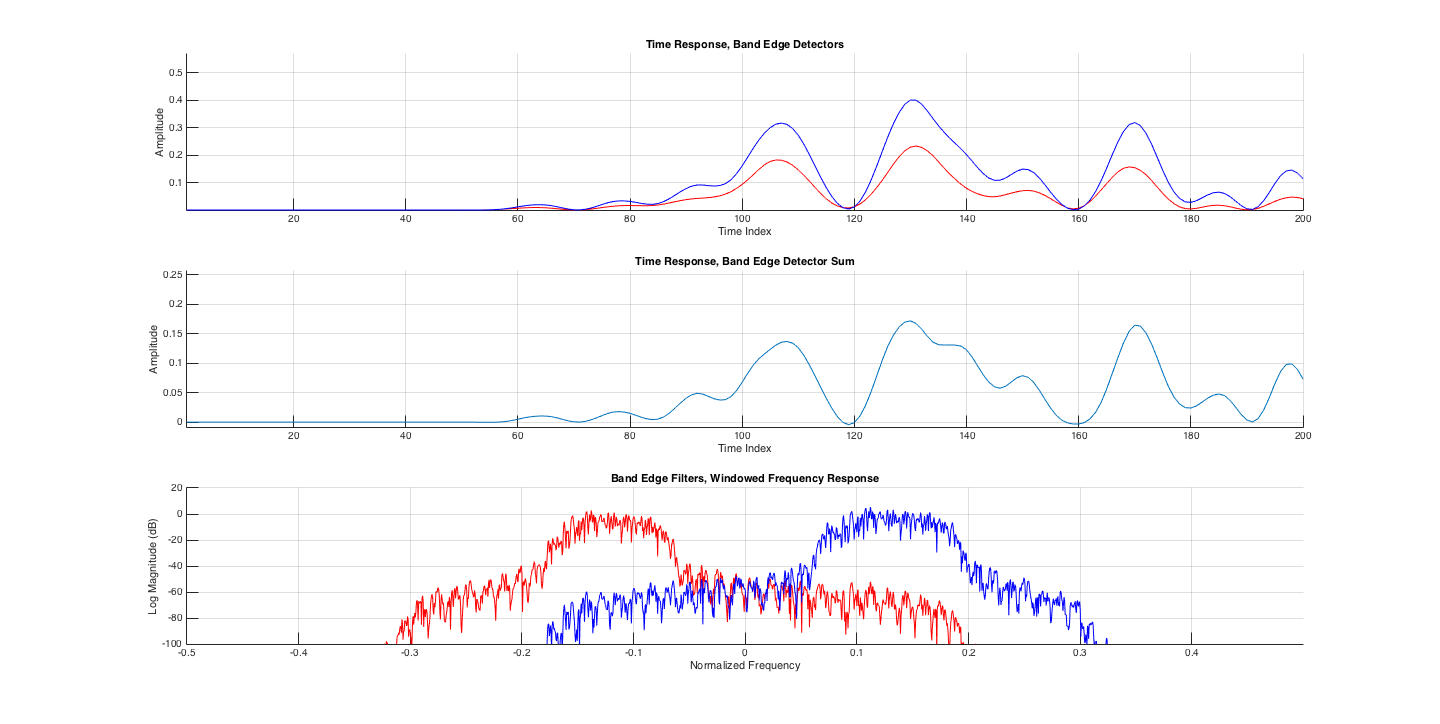 Time Response, Band Edge Detectors
0.5
0.4
0.3
0.2
0.1
Amplitude
20 40 60 80 100 120 140 160 180 200
Time Index
Time Response, Band Edge Detector Sum
0.25
0.2
0.15
0.1
0.05
0
Amplitude
20 40 60 80 100 120 140 160 180 200
Time Index
Band Edge Filters, Windowed Frequency Response
20
0
-20
-40
-60
-80
-100
Log Magnitude (dB)
-0.5 -0.4 -0.3 -0.2 -0.1 0 0.1 0.2 0.3 0.4
Normalized Frequency